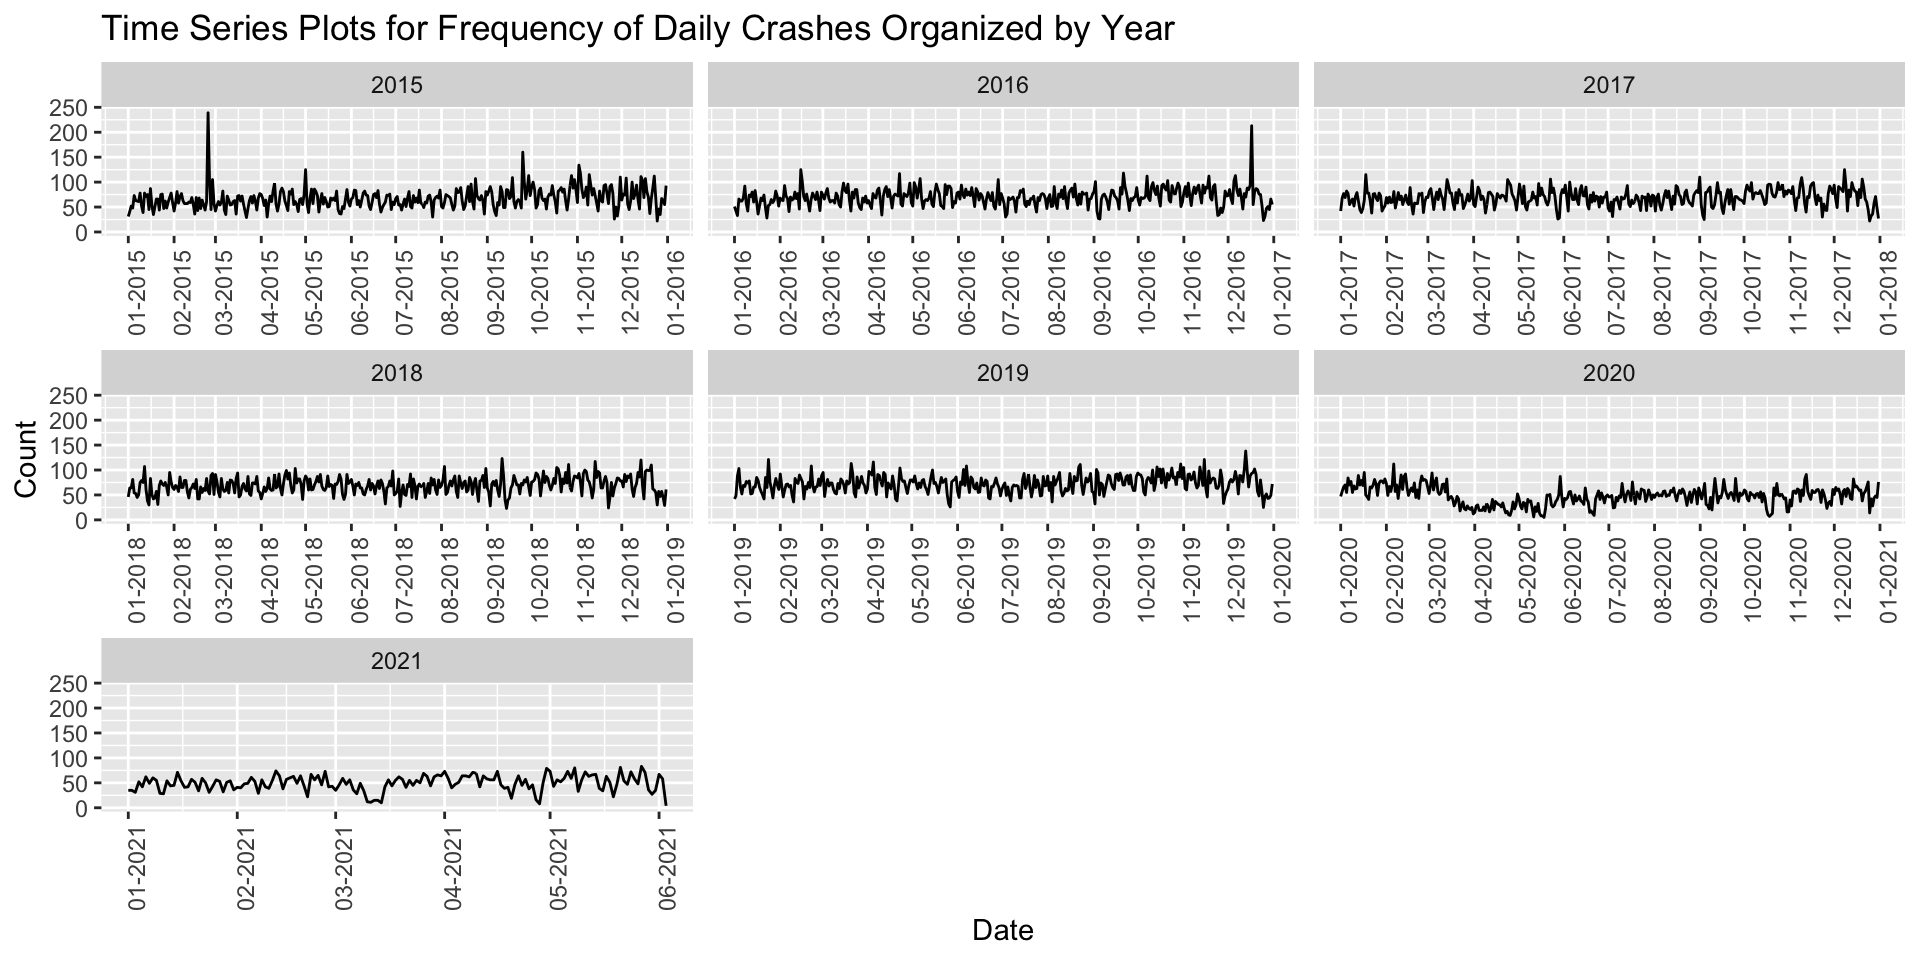 Time Series Plots for Frequency of Daily Crashes Organized by Year
2015 2016 2017
250
200
150
100
50
0
01-2015 02-2015 03-2015 04-2015 05-2015 06-2015 07-2015 08-2015 09-2015 10-2015 11-2015 12-2015 01-2016
01-2016 02-2016 03-2016 04-2016 05-2016 06-2016 07-2016 08-2016 09-2016 10-2016 11-2016 12-2016 01-2017
01-2017 02-2017 03-2017 04-2017 05-2017 06-2017 07-2017 08-2017 09-2017 10-2017 11-2017 12-2017 01-2018
2018 2019 2020
Count
250
200
150
100
50
0
01-2018 02-2018 03-2018 04-2018 05-2018 06-2018 07-2018 08-2018 09-2018 10-2018 11-2018 12-2018 01-2019
01-2019 02-2019 03-2019 04-2019 05-2019 06-2019 07-2019 08-2019 09-2019 10-2019 11-2019 12-2019 01-2020
01-2020 02-2020 03-2020 04-2020 05-2020 06-2020 07-2020 08-2020 09-2020 10-2020 11-2020 12-2020 01-2021
2021
250
200
150
100
50
0
01-2021 02-2021 03-2021 04-2021 05-2021 06-2021
Date